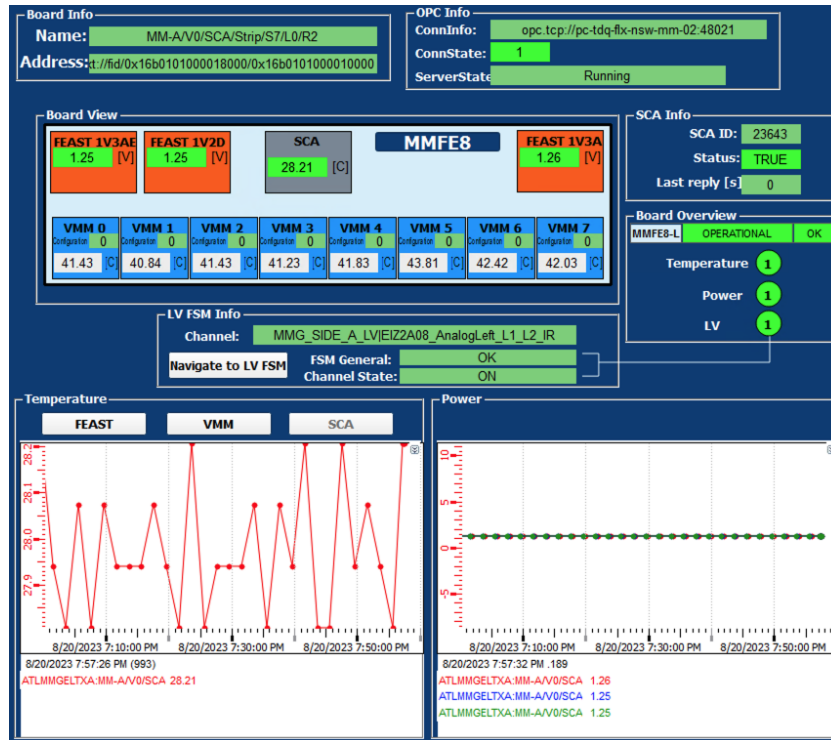 Board Info
Name: MM-A/V0/SCA/Strip/S7/L0/R2
Address: t://fid/0x16b0101000018000/0x16b0101000010000
OPC Info
ConnInfo: opc.tcp://pc-tdq-flx-nsw-mm-02:48021
ConnState: 1
ServerState Running
Board View
MMFE8
FEAST 1V3AE 1.25 [V]
FEAST 1V2D 1.25 [V]
SCA 28.21 [C]
FEAST 1V3A 1.26 [V]
VMM 0 Configuration 0 41.43 [C]
VMM 1 Configuration 0 40.84 [C]
VMM 2 Configuration 0 41.43 [C]
VMM 3 Configuration 0 41.23 [C]
VMM 4 Configuration 0 41.83 [C]
VMM 5 Configuration 0 43.81 [C]
VMM 6 Configuration 0 42.42 [C]
VMM 7 Configuration 0 42.03 [C]
SCA Info
SCA ID: 23643
Status: TRUE
Last reply [s] 0
Board Overview
MMFE8-L OPERATIONAL OK
Temperature 1
Power 1
LV 1
LV FSM Info
Channel: MMG_SIDE_A_LV|EIZ2A08_AnalogLeft_L1_L2_IR
Navigate to LV FSM
FSM General: OK
Channel State: ON
Temperature
FEAST VMM SCA
28.2
28.1
28.0
27.9
8/20/2023 7:10:00 PM 8/20/2023 7:30:00 PM 8/20/2023 7:50:00 PM
8/20/2023 7:57:26 PM (993)
ATLMMGELTXA:MM-A/V0/SCA 28.21
Power
10
5
0
-5
8/20/2023 7:10:00 PM 8/20/2023 7:30:00 PM 8/20/2023 7:50:00 PM
8/20/2023 7:57:32 PM .189
ATLMMGELTXA:MM-A/V0/SCA 1.26
ATLMMGELTXA:MM-A/V0/SCA 1.25
ATLMMGELTXA:MM-A/V0/SCA 1.25